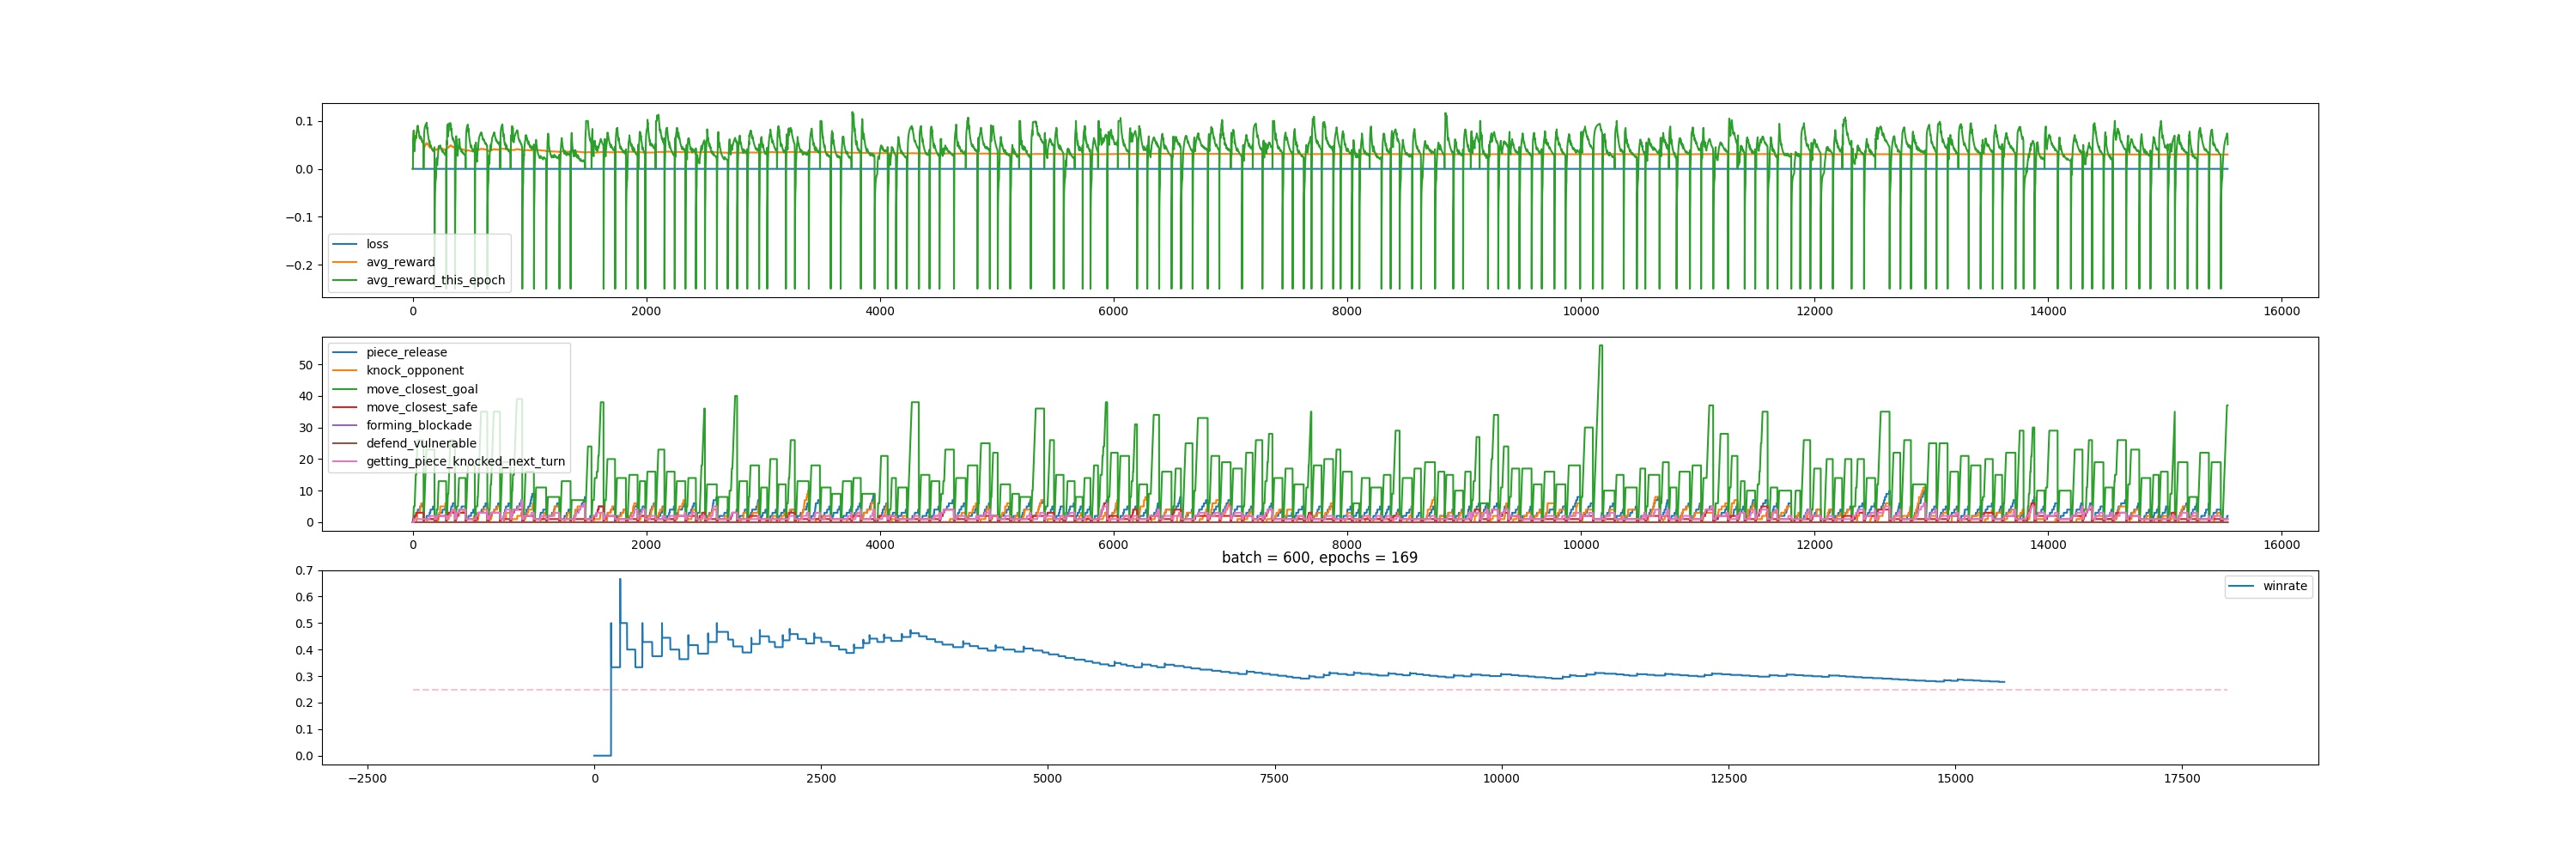 0.1
0.0
−0.1
−0.2
loss
avg_reward
avg_reward_this_epoch
0 2000 4000 6000 8000 10000 12000 14000 16000
50
40
30
20
10
0
piece_release
knock_opponent
move_closest_goal
move_closest_safe
forming_blockade
defend_vulnerable
getting_piece_knocked_next_turn
0 2000 4000 6000 8000 10000 12000 14000 16000
batch = 600, epochs = 169
0.7
0.6
0.5
0.4
0.3
0.2
0.1
0.0
winrate
−2500 0 2500 5000 7500 10000 12500 15000 17500